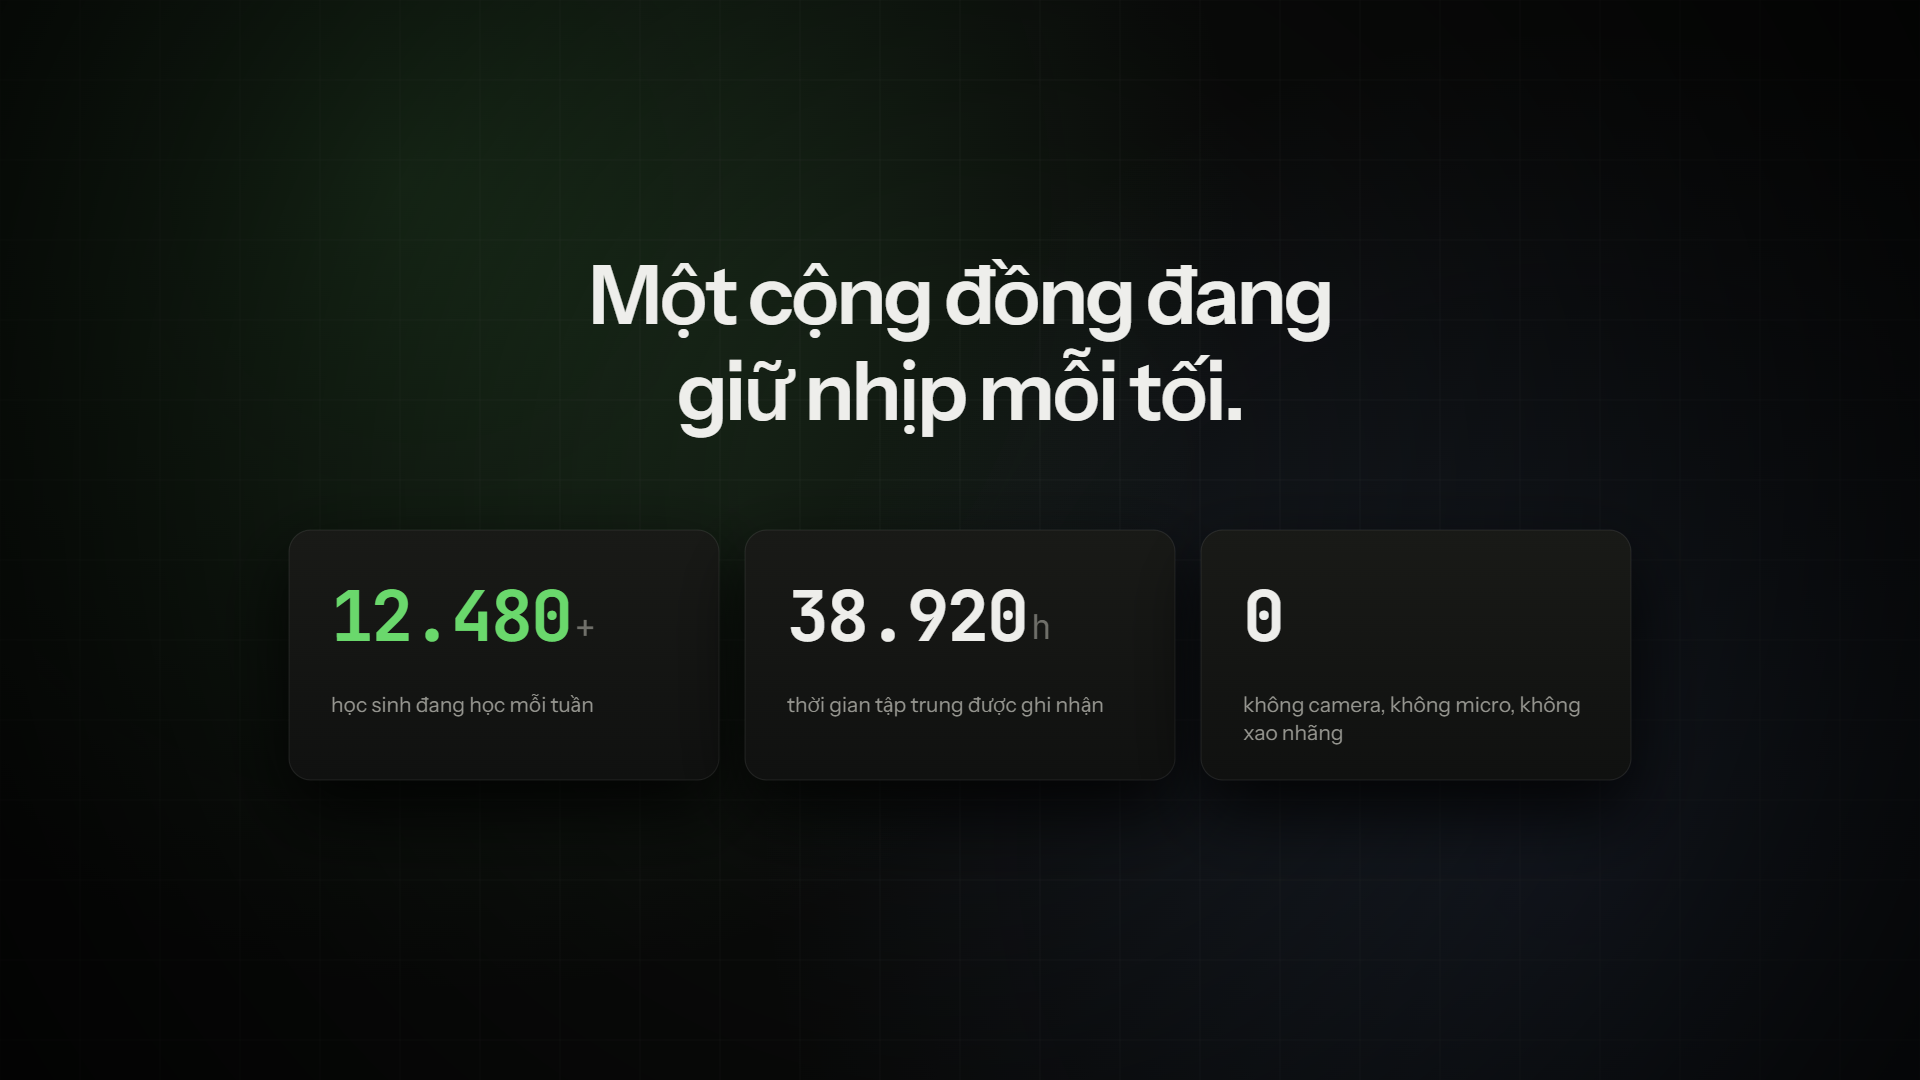 Một cộng đồng đang
giữ nhịp mỗi tối.
12.480+
học sinh đang học mỗi tuần
38.920h
thời gian tập trung được ghi nhận
0
không camera, không micro, không
xao nhãng